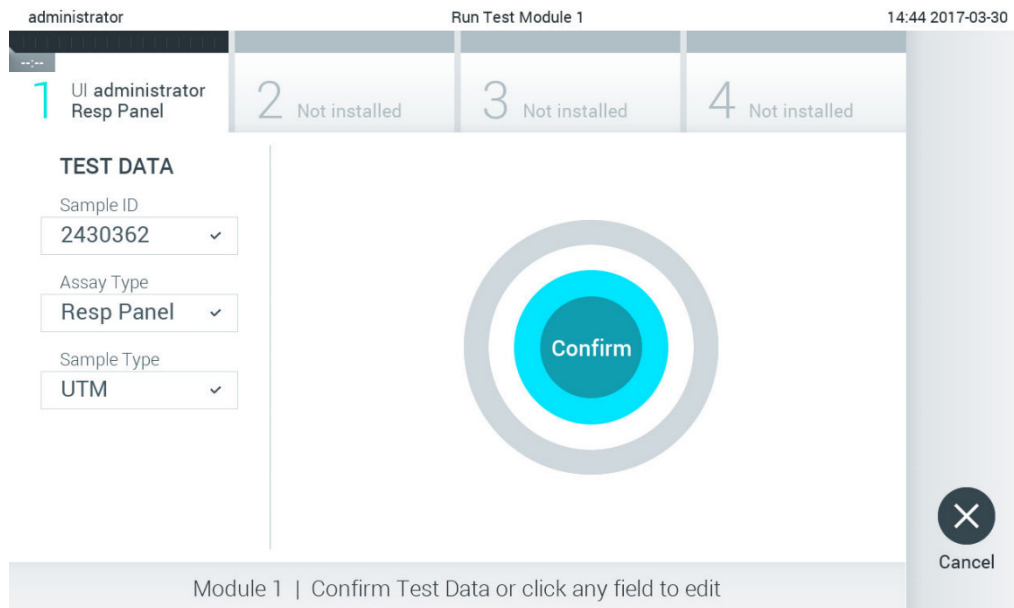 administrator Run Test Module 1 14:44 2017-03-30
--:--
1 UI administrator
Resp Panel
2 Not installed
3 Not installed
4 Not installed
TEST DATA
Sample ID
2430362
Assay Type
Resp Panel
Sample Type
UTM
Confirm
Cancel
Module 1 | Confirm Test Data or click any field to edit